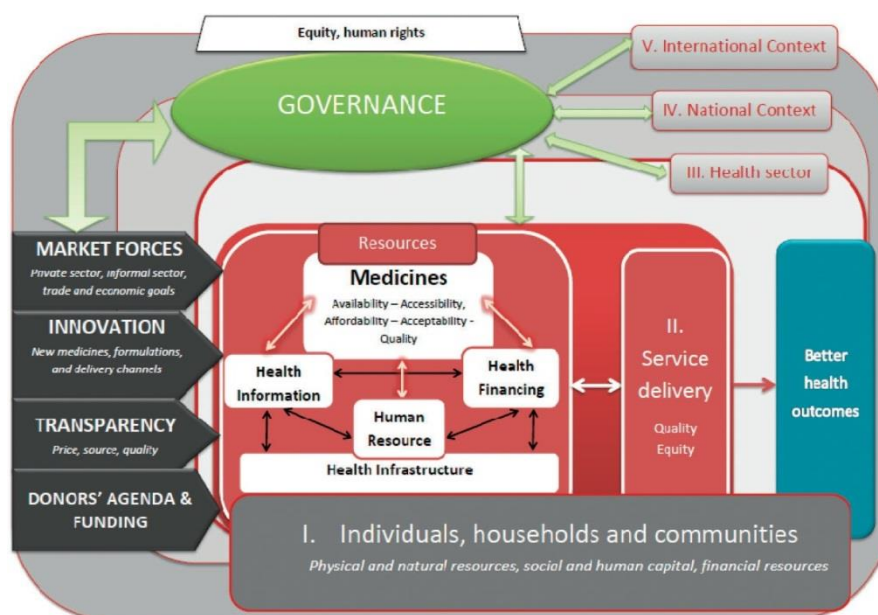 Equity, human rights
GOVERNANCE
V. International Context
IV. National Context
III. Health sector
MARKET FORCES
Private sector, informal sector,
trade and economic goals
INNOVATION
New medicines, formulations,
and delivery channels
TRANSPARENCY
Price, source, quality
DONORS' AGENDA &
FUNDING
Resources
Medicines
Availability – Accessibility,
Affordability – Acceptability -
Quality
Health
Information
Health
Financing
Human
Resource
Health Infrastructure
II.
Service
delivery
Quality
Equity
Better
health
outcomes
I. Individuals, households and communities
Physical and natural resources, social and human capital, financial resources